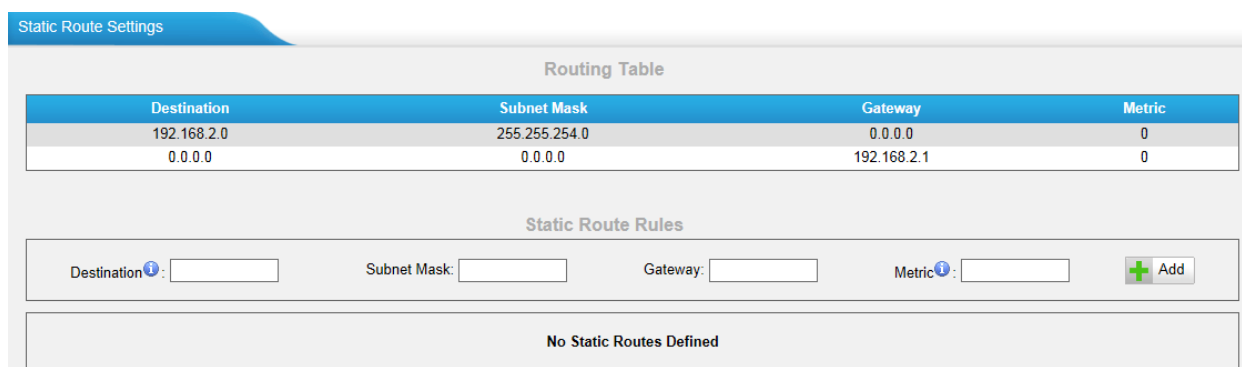 Static Route Settings
Routing Table
Destination Subnet Mask Gateway Metric
192.168.2.0 255.255.254.0 0.0.0.0 0
0.0.0.0 0.0.0.0 192.168.2.1 0
Static Route Rules
Destination i : Subnet Mask: Gateway: Metric i : Add
No Static Routes Defined